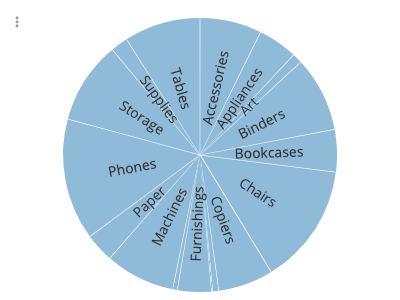 Accessories
Appliances
Art
Binders
Bookcases
Chairs
Copiers
Furnishings
Machines
Paper
Phones
Storage
Supplies
Tables